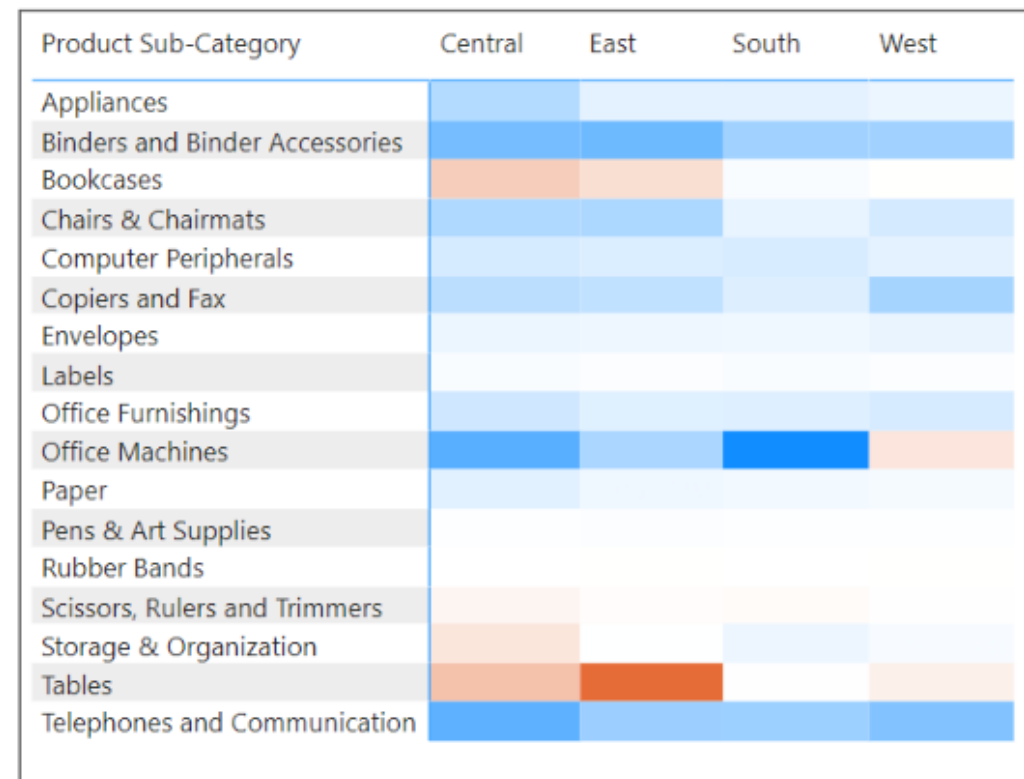 Product Sub-Category Central East South West
Appliances
Binders and Binder Accessories
Bookcases
Chairs & Chairmats
Computer Peripherals
Copiers and Fax
Envelopes
Labels
Office Furnishings
Office Machines
Paper
Pens & Art Supplies
Rubber Bands
Scissors, Rulers and Trimmers
Storage & Organization
Tables
Telephones and Communication